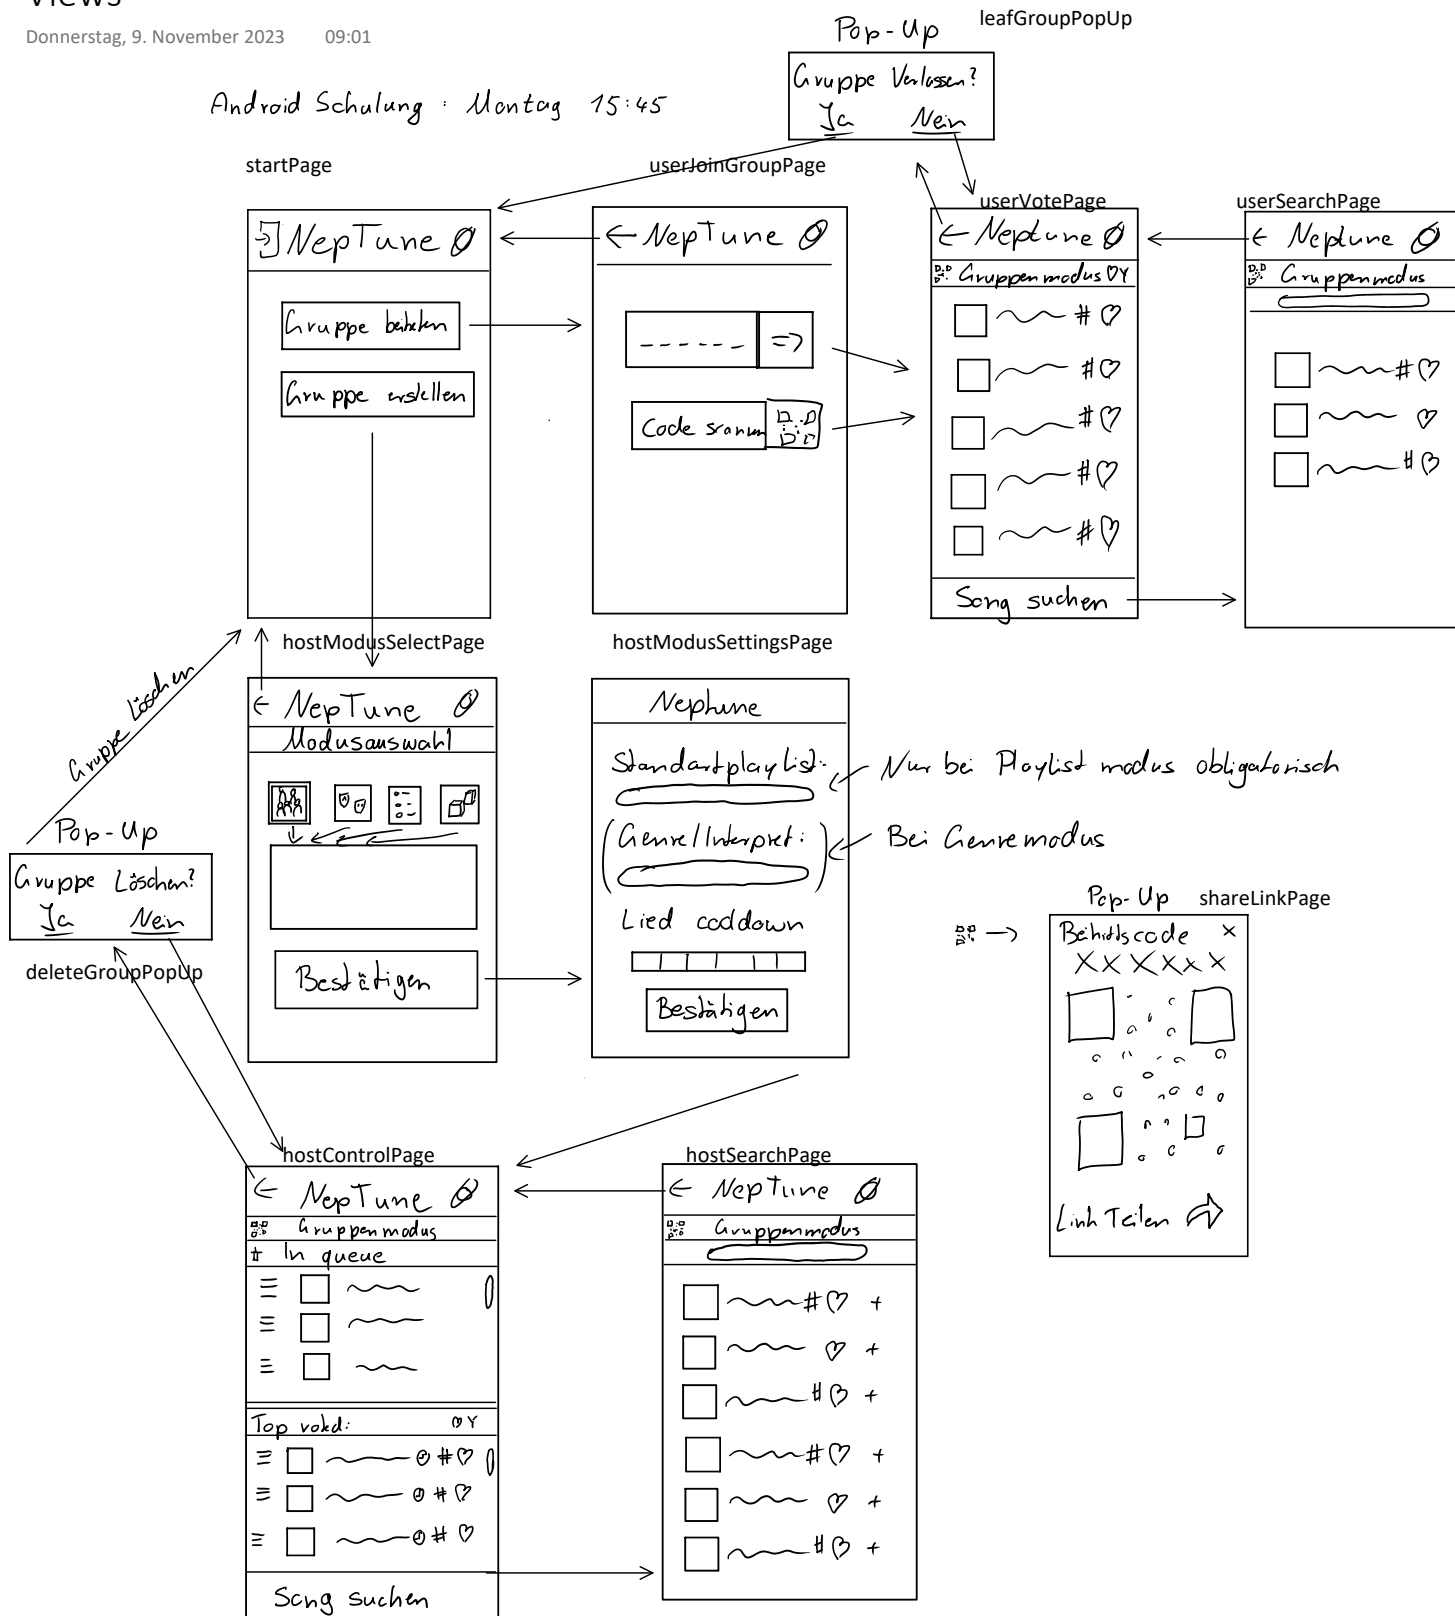 Views
Donnerstag, 9. November 2023 09:01
leafGroupPopUp
Pop-Up
Gruppe Verlassen?
Ja Nein
Android Schulung : Montag 15:45
startPage
userJoinGroupPage
userVotePage
userSearchPage
NepTune
Gruppe beitreten
Gruppe erstellen
NepTune
- - - - - - =>
Code scannen
Neptune
Gruppenmodus
#
#
#
#
#
Song suchen
Neptune
Gruppenmodus
#
#
hostModusSelectPage
hostModusSettingsPage
Gruppe Löschen
NepTune
Modusauswahl
Bestätigen
Neptune
Standartplaylist:
Nur bei Playlist modus obligatorisch
(Genre/Interpret:)
Bei Genremodus
Lied cooldown
Bestätigen
Pop-Up
Gruppe Löschen?
Ja Nein
deleteGroupPopUp
Pop-Up shareLinkPage
Beitrittscode X
XXXXXX
Link Teilen
hostControlPage
NepTune
Gruppenmodus
# In queue
Top voted:
#
#
#
Song suchen
hostSearchPage
NepTune
Gruppenmodus
# +
+
# +
# +
+
# +